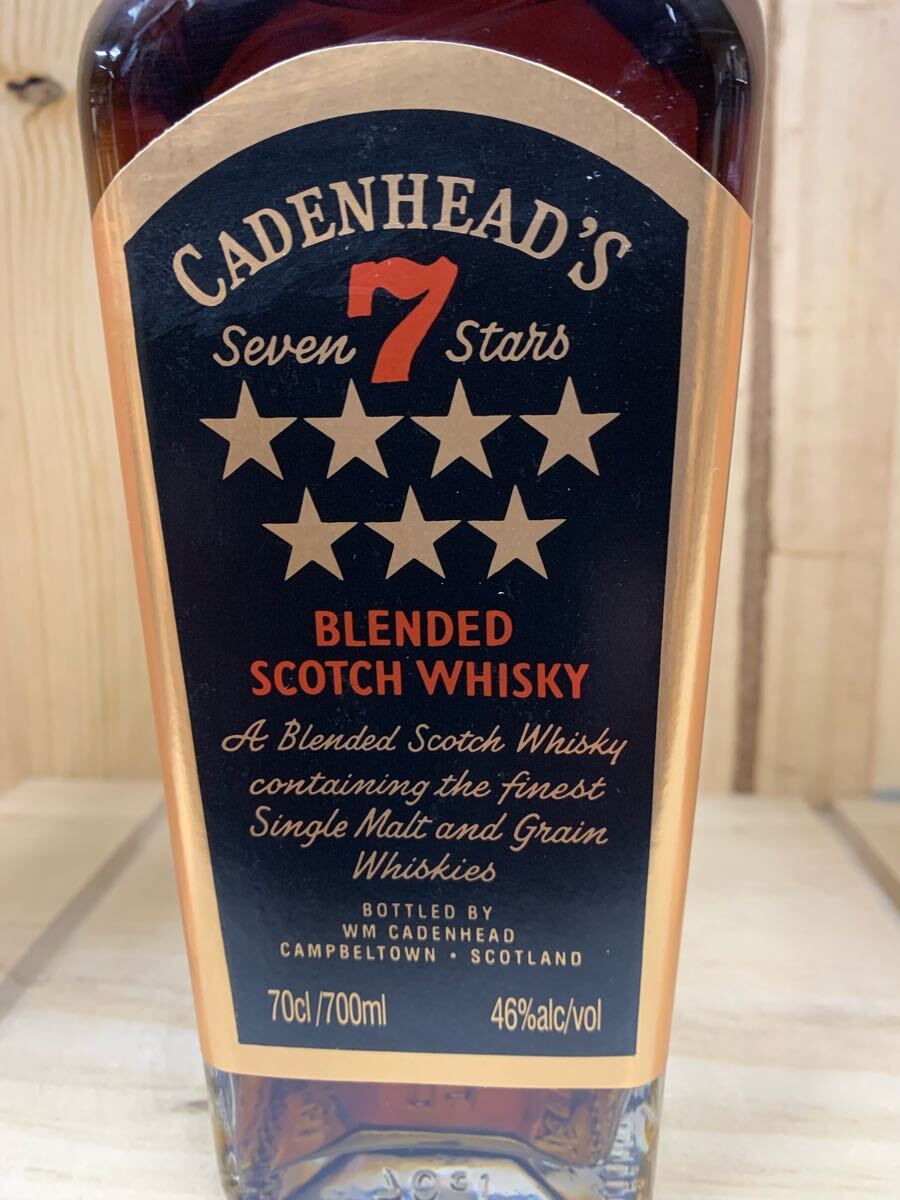 CADENHEAD'S
Seven 7 Stars
BLENDED
SCOTCH WHISKY
A Blended Scotch Whisky
containing the finest
Single Malt and Grain
Whiskies
BOTTLED BY
WM CADENHEAD
CAMPBELTOWN • SCOTLAND
70cl/700ml 46%alc/vol